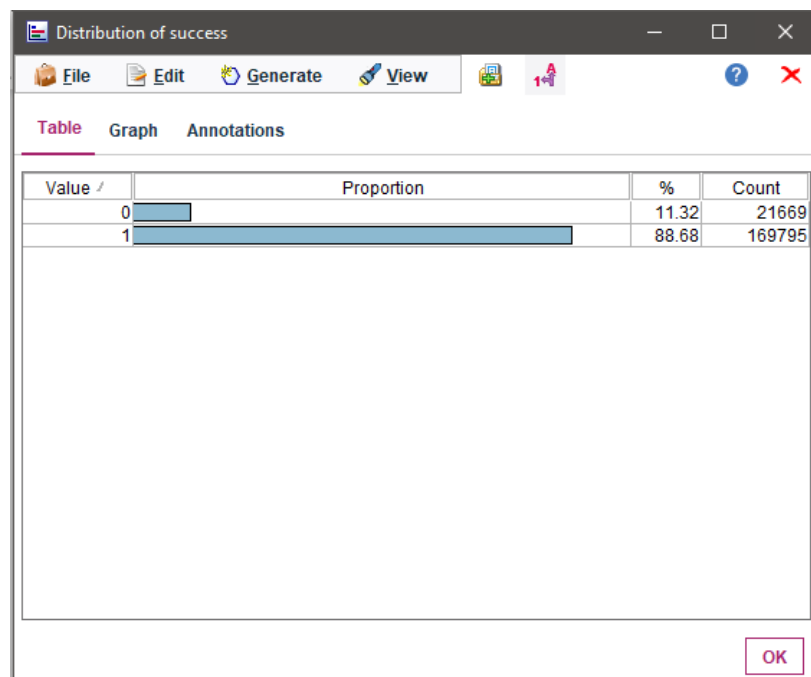 Distribution of success
File Edit Generate View
Table Graph Annotations
Value Proportion % Count
0 11.32 21669
1 88.68 169795
OK